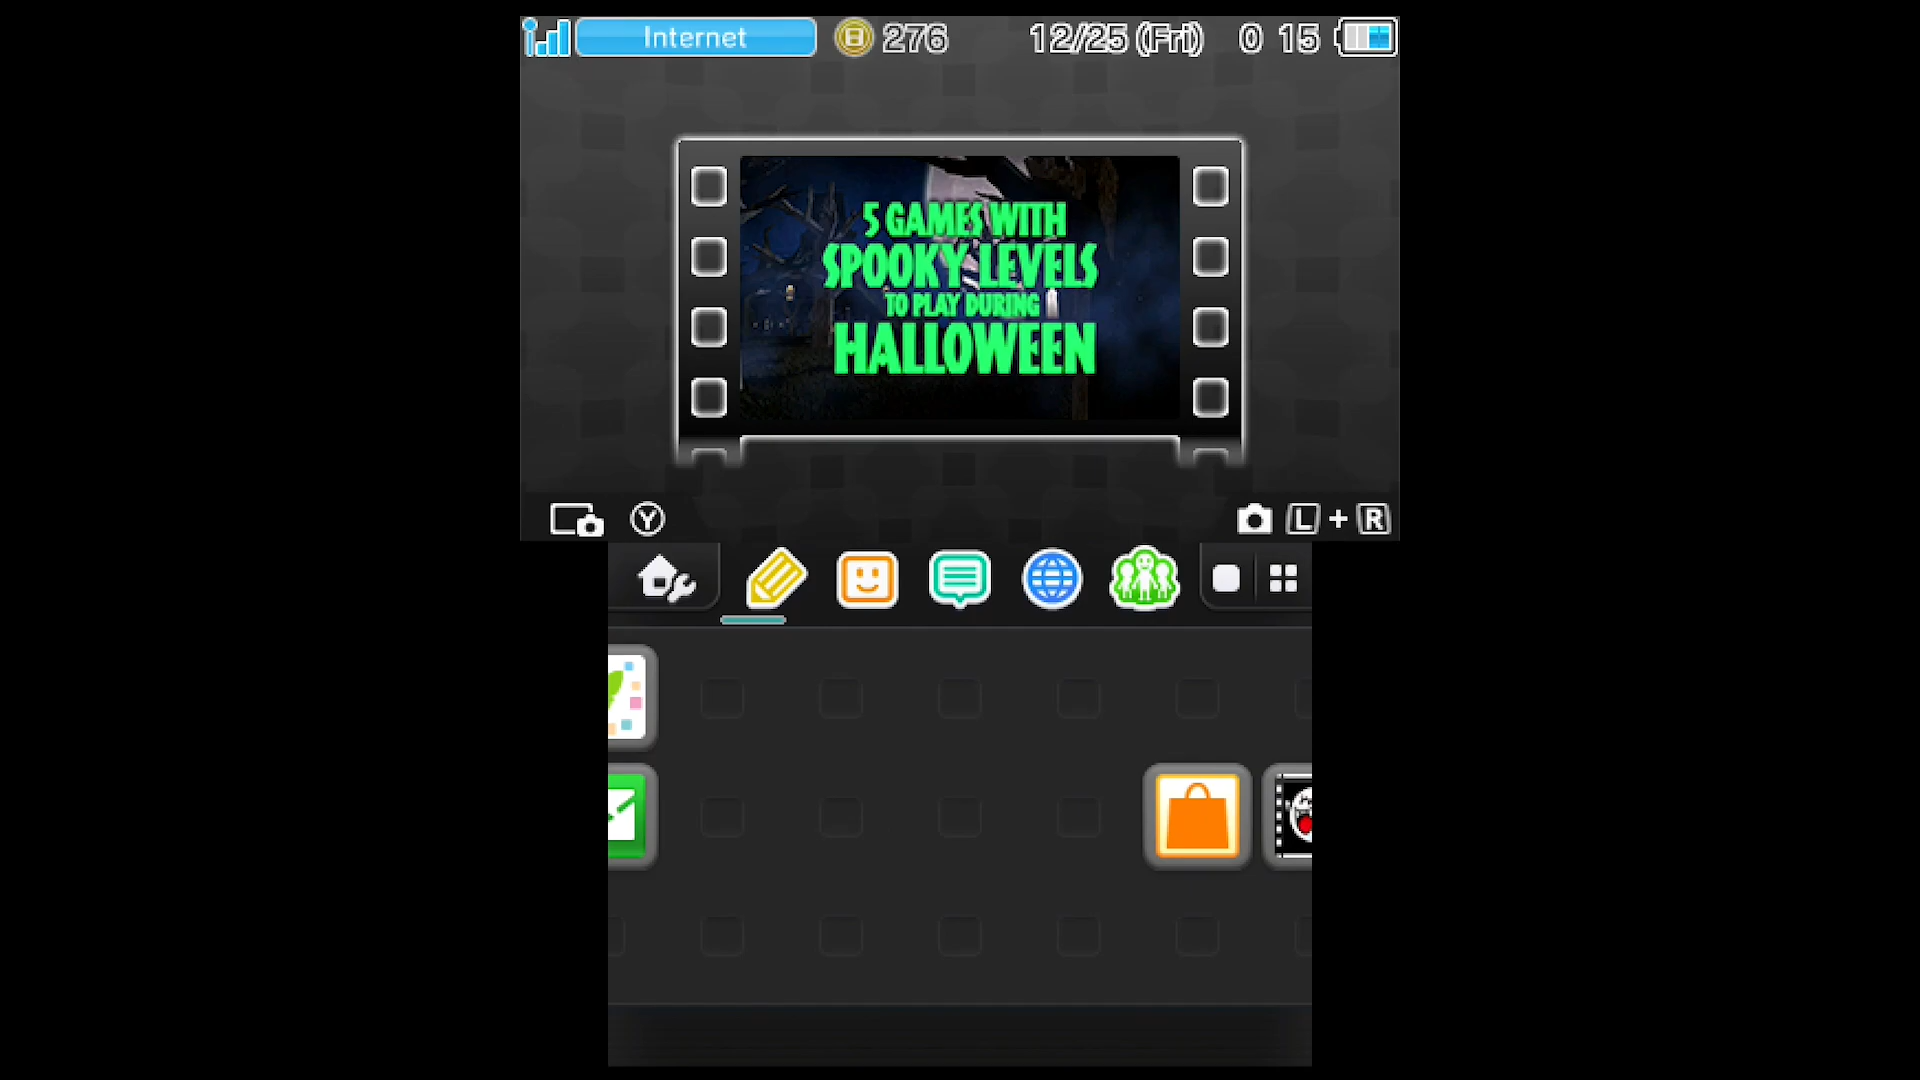 Internet
276
12/25 (Fri)
0 15
5 GAMES WITH
SPOOKY LEVELS
TO PLAY DURING
HALLOWEEN
Y
L + R